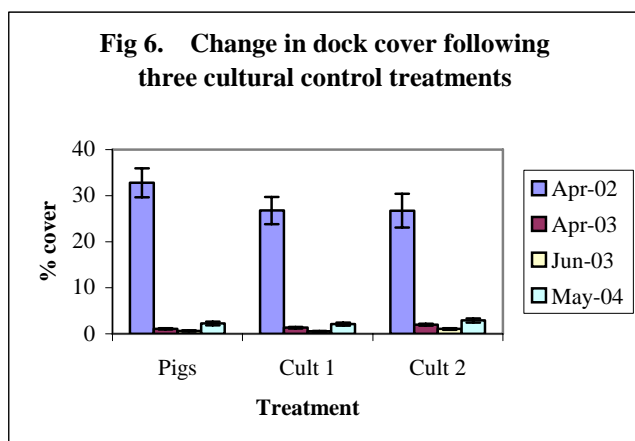 Fig 6. Change in dock cover following
three cultural control treatments
40
30
20
10
0
% cover
Pigs
Cult 1
Cult 2
Treatment
Apr-02
Apr-03
Jun-03
May-04